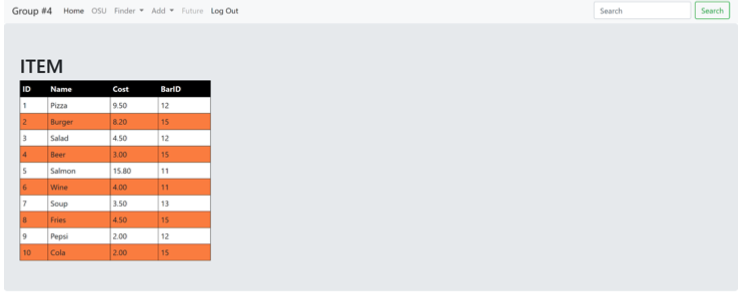 Group #4 Home OSU Finder Add Future Log Out Search Search
ITEM
ID Name Cost BarID
1 Pizza 9.50 12
2 Burger 8.20 15
3 Salad 4.50 12
4 Beer 3.00 15
5 Salmon 15.80 11
6 Wine 4.00 11
7 Soup 3.50 13
8 Fries 4.50 15
9 Pepsi 2.00 12
10 Cola 2.00 15